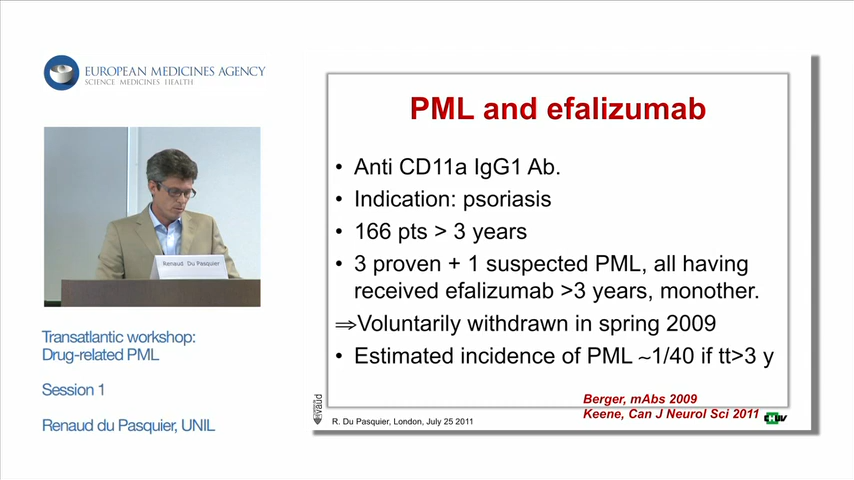 EUROPEAN MEDICINES AGENCY
SCIENCE MEDICINES HEALTH
Renaud Du Pasquier
Transatlantic workshop:
Drug-related PML
Session 1
Renaud du Pasquier, UNIL
PML and efalizumab
• Anti CD11a IgG1 Ab.
• Indication: psoriasis
• 166 pts > 3 years
• 3 proven + 1 suspected PML, all having
received efalizumab >3 years, monother.
⇒Voluntarily withdrawn in spring 2009
• Estimated incidence of PML ~1/40 if tt>3 y
Berger, mAbs 2009
Keene, Can J Neurol Sci 2011
R. Du Pasquier, London, July 25 2011
vaud